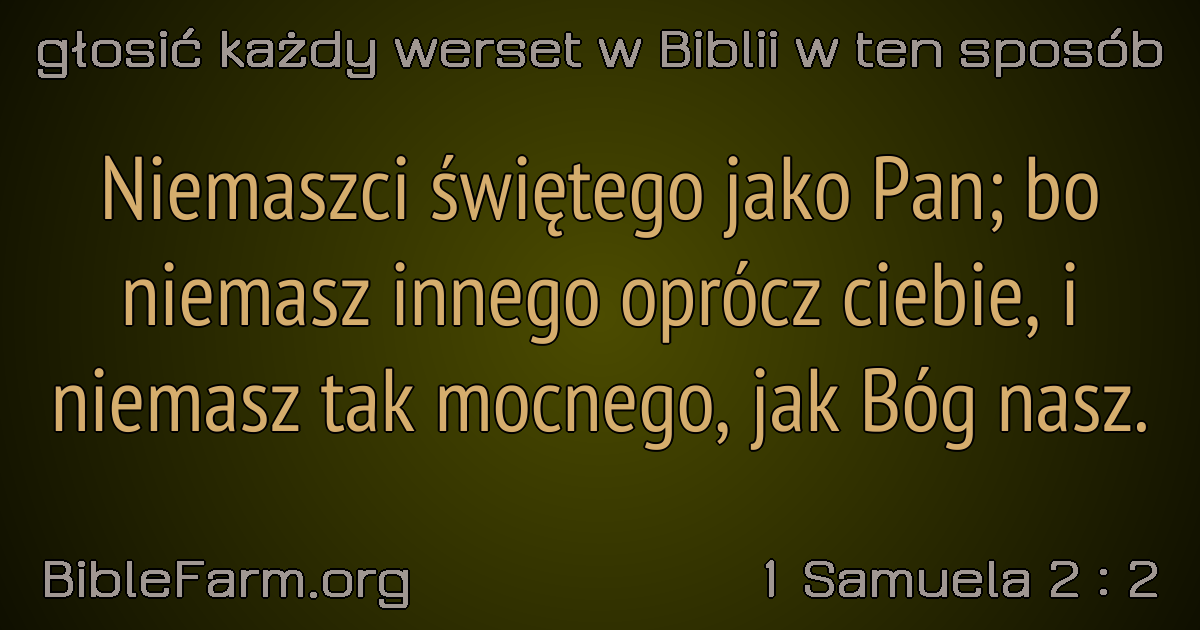 głosić każdy werset w Biblii w ten sposób
Niemaszci świętego jako Pan; bo
niemasz innego oprócz ciebie, i
niemasz tak mocnego, jak Bóg nasz.
BibleFarm.org
1 Samuela 2 : 2